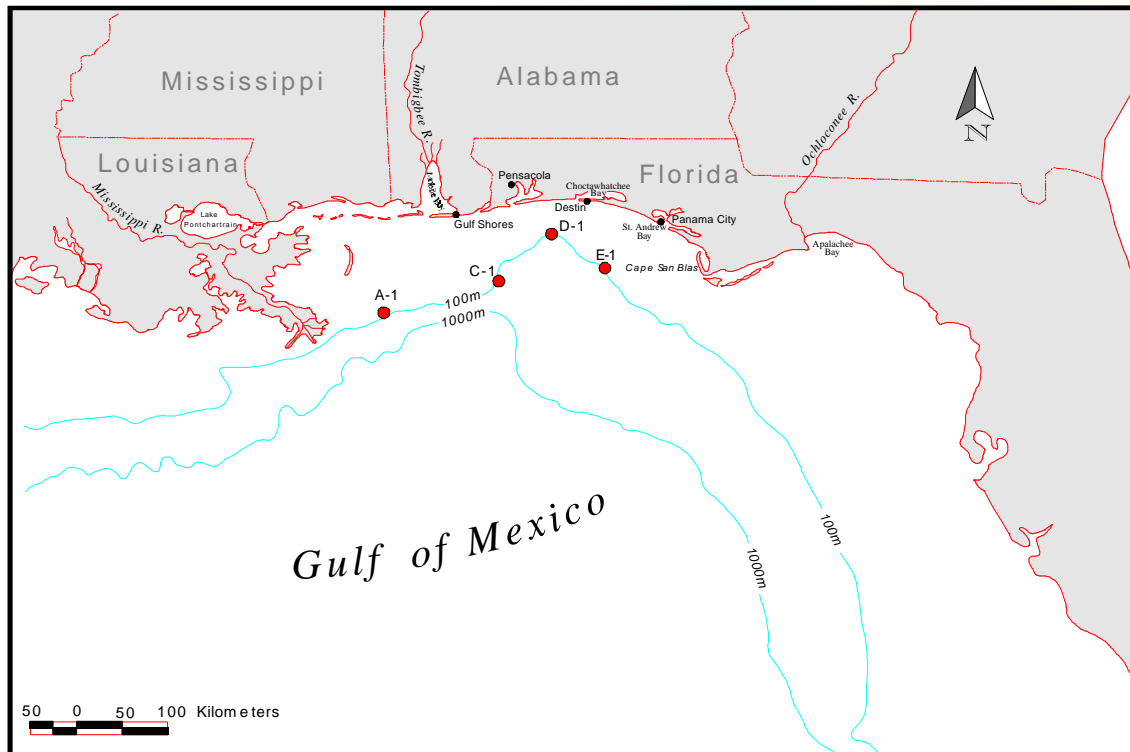 Mississippi
Alabama
Tombigbee R.
Ochloconee R.
N
Louisiana
Florida
Pensacola
Choctawhatchee
Bay
Mississippi R.
Destin
Lake
Pontchartrain
Gulf Shores
Panama City
St. Andrew
Bay
D-1
Apalachee
Bay
E-1
Cape San Blas
C-1
A-1
100m
1000m
Gulf of Mexico
100m
1000m
50 0 50 100 Kilometers